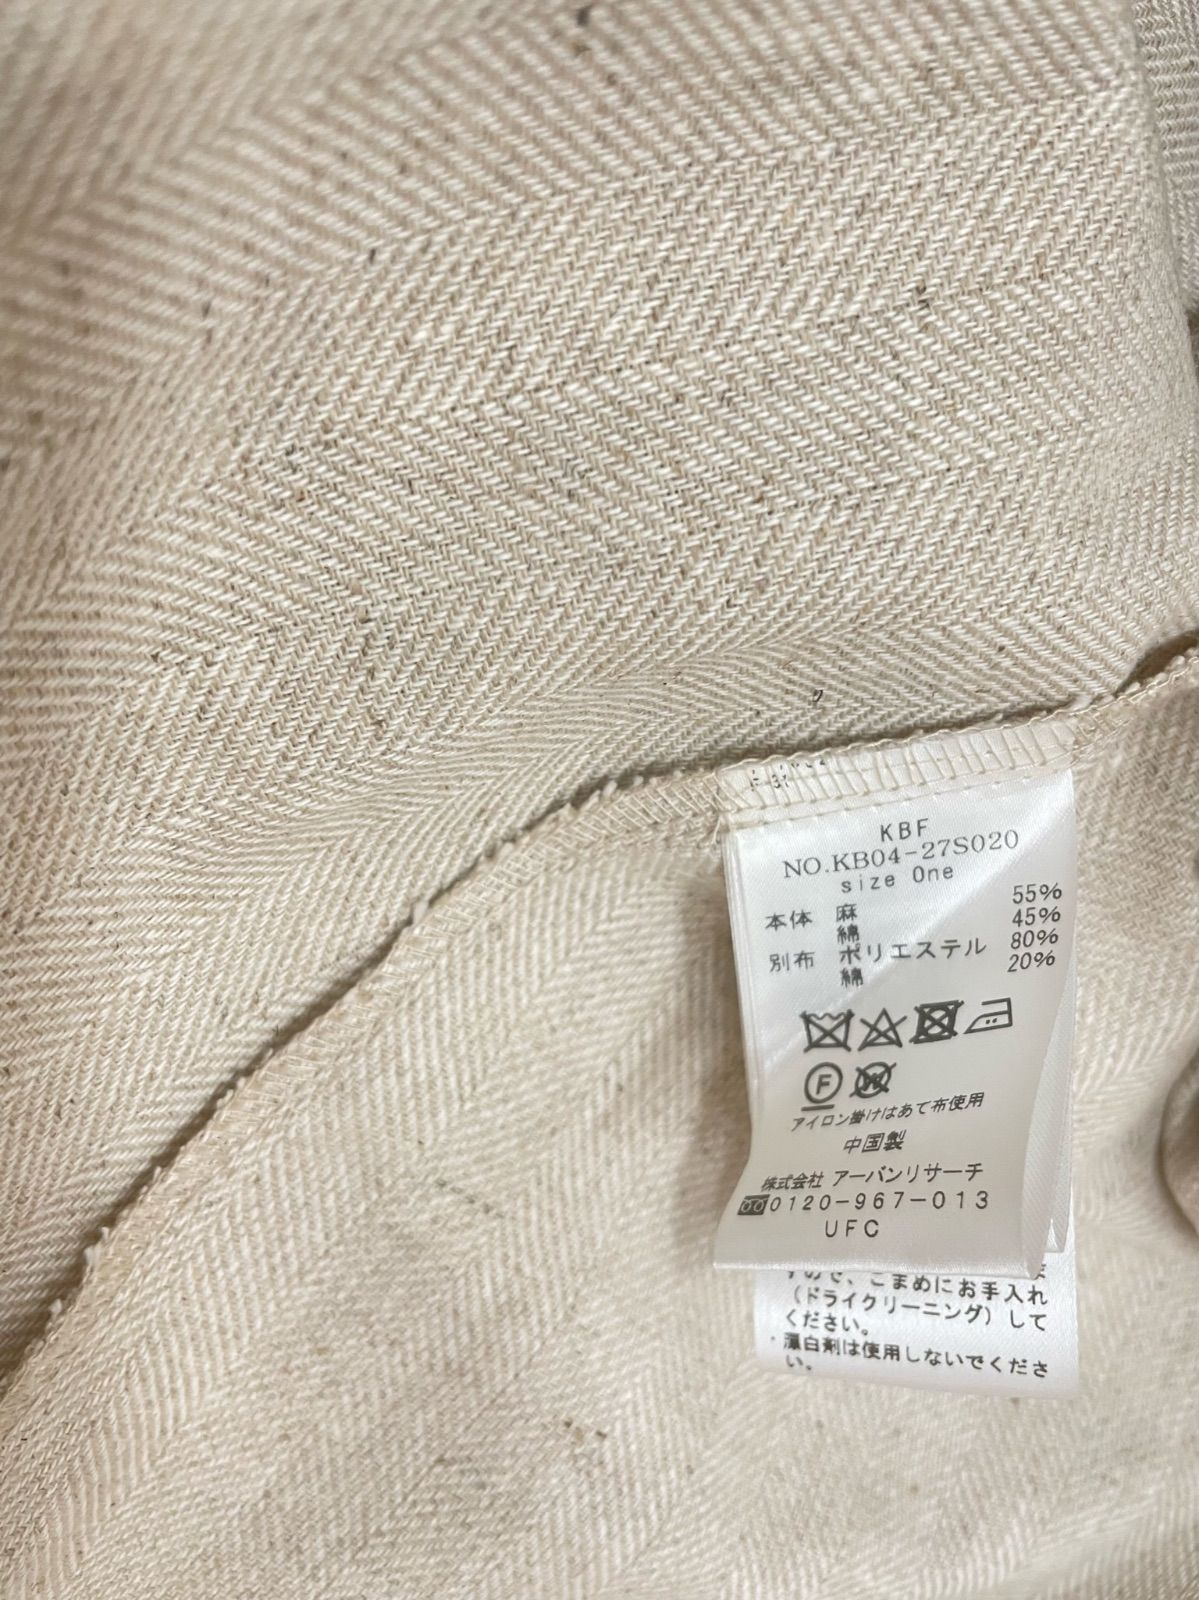 KBF
NO.KB04-27S020
size One
本体 麻 55%
綿 45%
別布 ポリエステル 80%
綿 20%
F
W
アイロン掛けはあて布使用
中国製
株式会社 アーバンリサーチ
0120-967-013
UFC
すので、こまめにお手入れ
(ドライクリーニング)して
ください。
・漂白剤は使用しないでくださ
い。